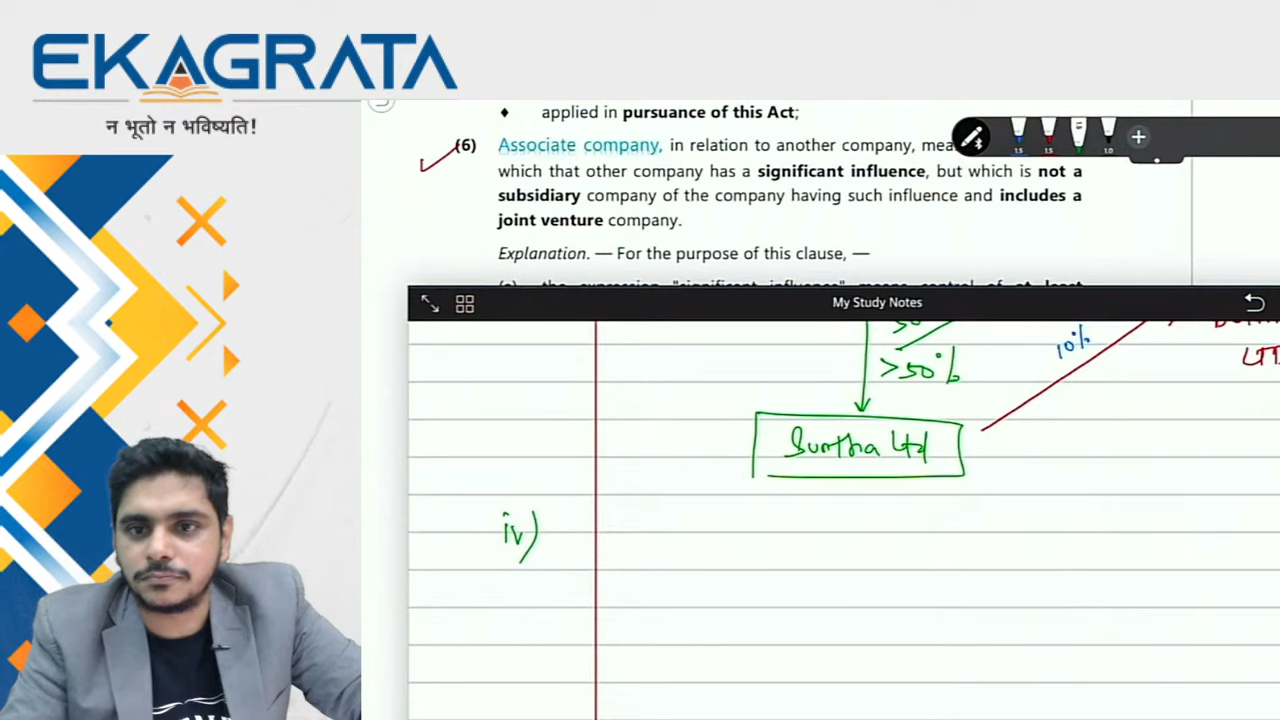 EKAGRATA
न भूतो न भविष्यति!
♦ applied in pursuance of this Act;
(6) Associate company, in relation to another company,
which that other company has a significant influence, but which is not a
subsidiary company of the company having such influence and includes a
joint venture company.
Explanation. — For the purpose of this clause, —
My Study Notes
>50%
10%
LTD
Suntha Ltd
iv)